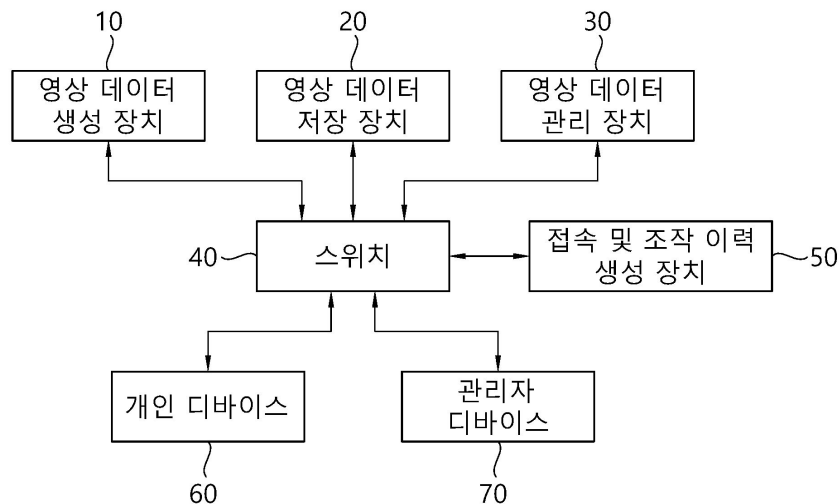 10
20
30
영상 데이터
생성 장치
영상 데이터
저장 장치
영상 데이터
관리 장치
40
스위치
접속 및 조작 이력
생성 장치
50
개인 디바이스
관리자
디바이스
60
70